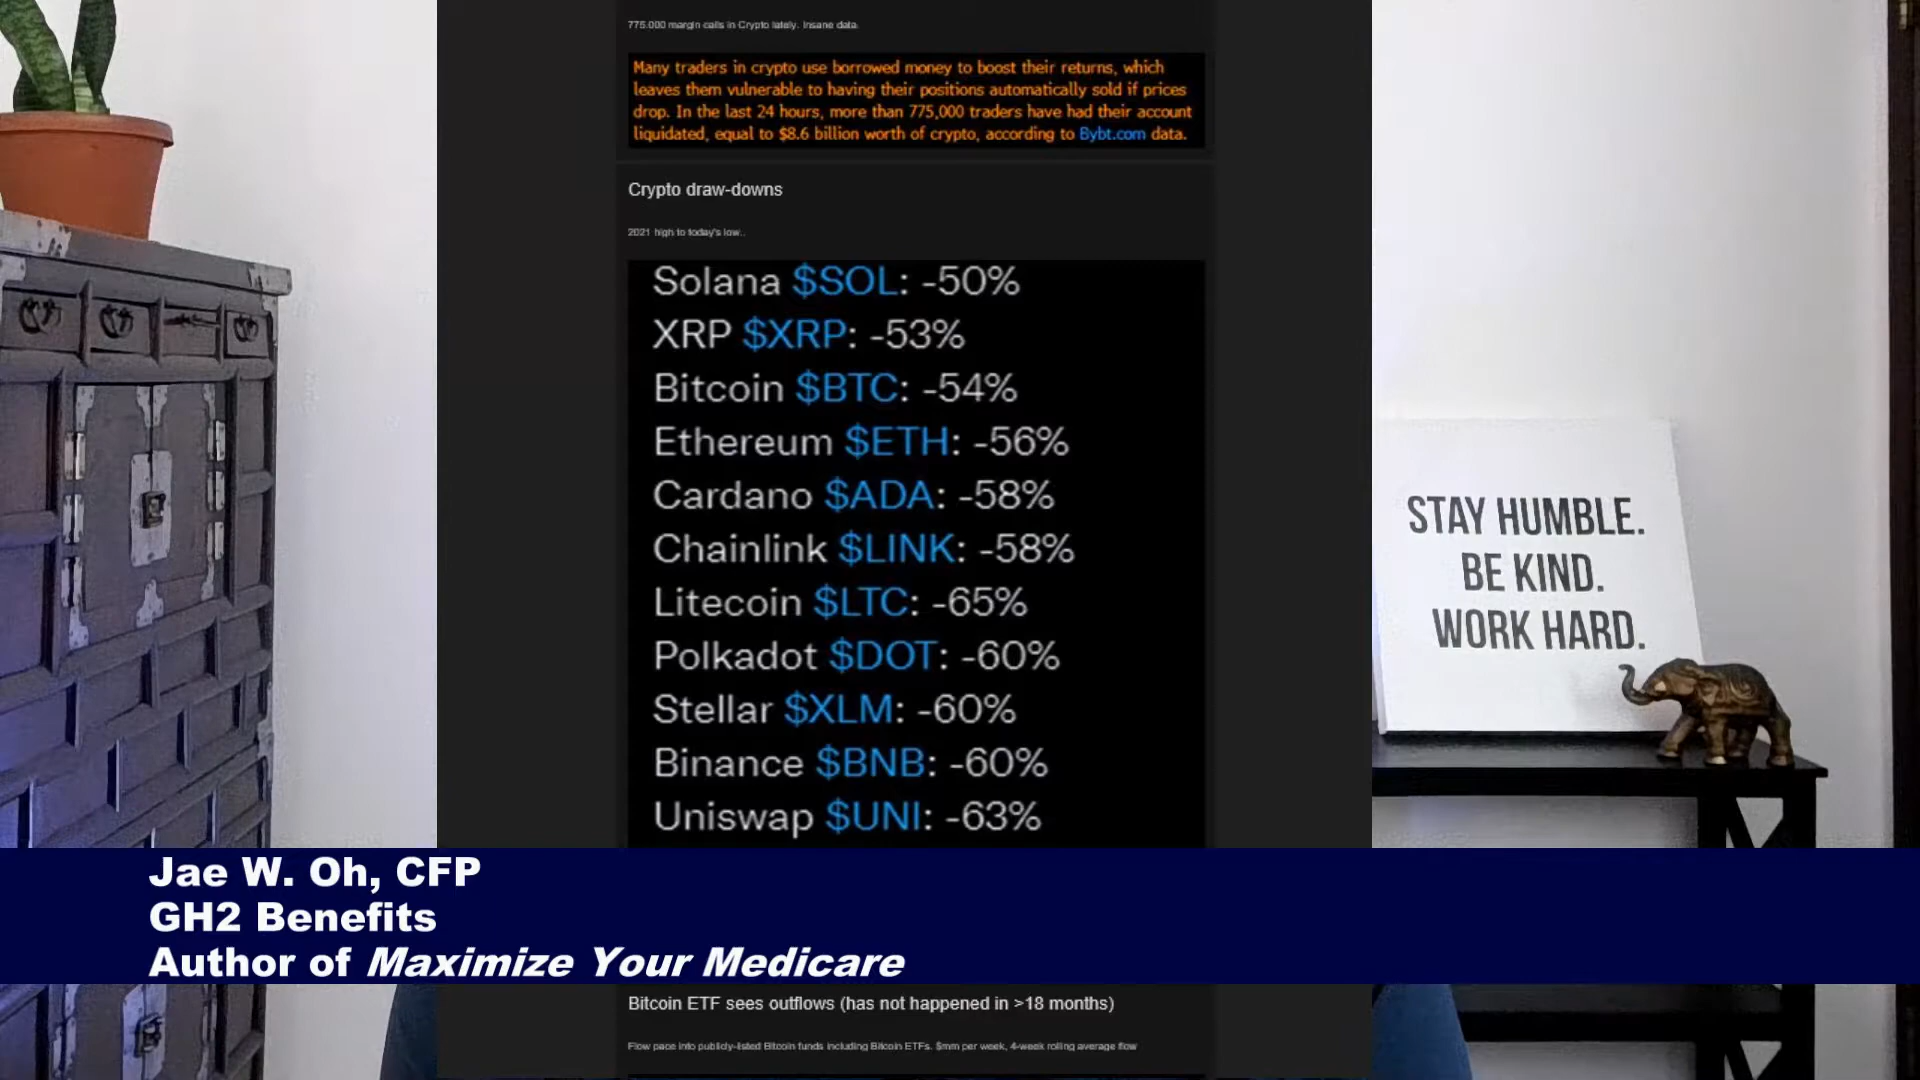 775.000 margin calls in Crypto lately. Insane data.
Many traders in crypto use borrowed money to boost their returns, which
leaves them vulnerable to having their positions automatically sold if prices
drop. In the last 24 hours, more than 775,000 traders have had their account
liquidated, equal to $8.6 billion worth of crypto, according to Bybt.com data.
Crypto draw-downs
2021 high to today's low..
Solana $SOL: -50%
XRP $XRP: -53%
Bitcoin $BTC: -54%
Ethereum $ETH: -56%
Cardano $ADA: -58%
Chainlink $LINK: -58%
Litecoin $LTC: -65%
Polkadot $DOT: -60%
Stellar $XLM: -60%
Binance $BNB: -60%
Uniswap $UNI: -63%
STAY HUMBLE.
BE KIND.
WORK HARD.
Jae W. Oh, CFP
GH2 Benefits
Author of Maximize Your Medicare
Bitcoin ETF sees outflows (has not happened in >18 months)
Flow pace into publicly-listed Bitcoin funds including Bitcoin ETFs. $mm per week, 4-week rolling average flow